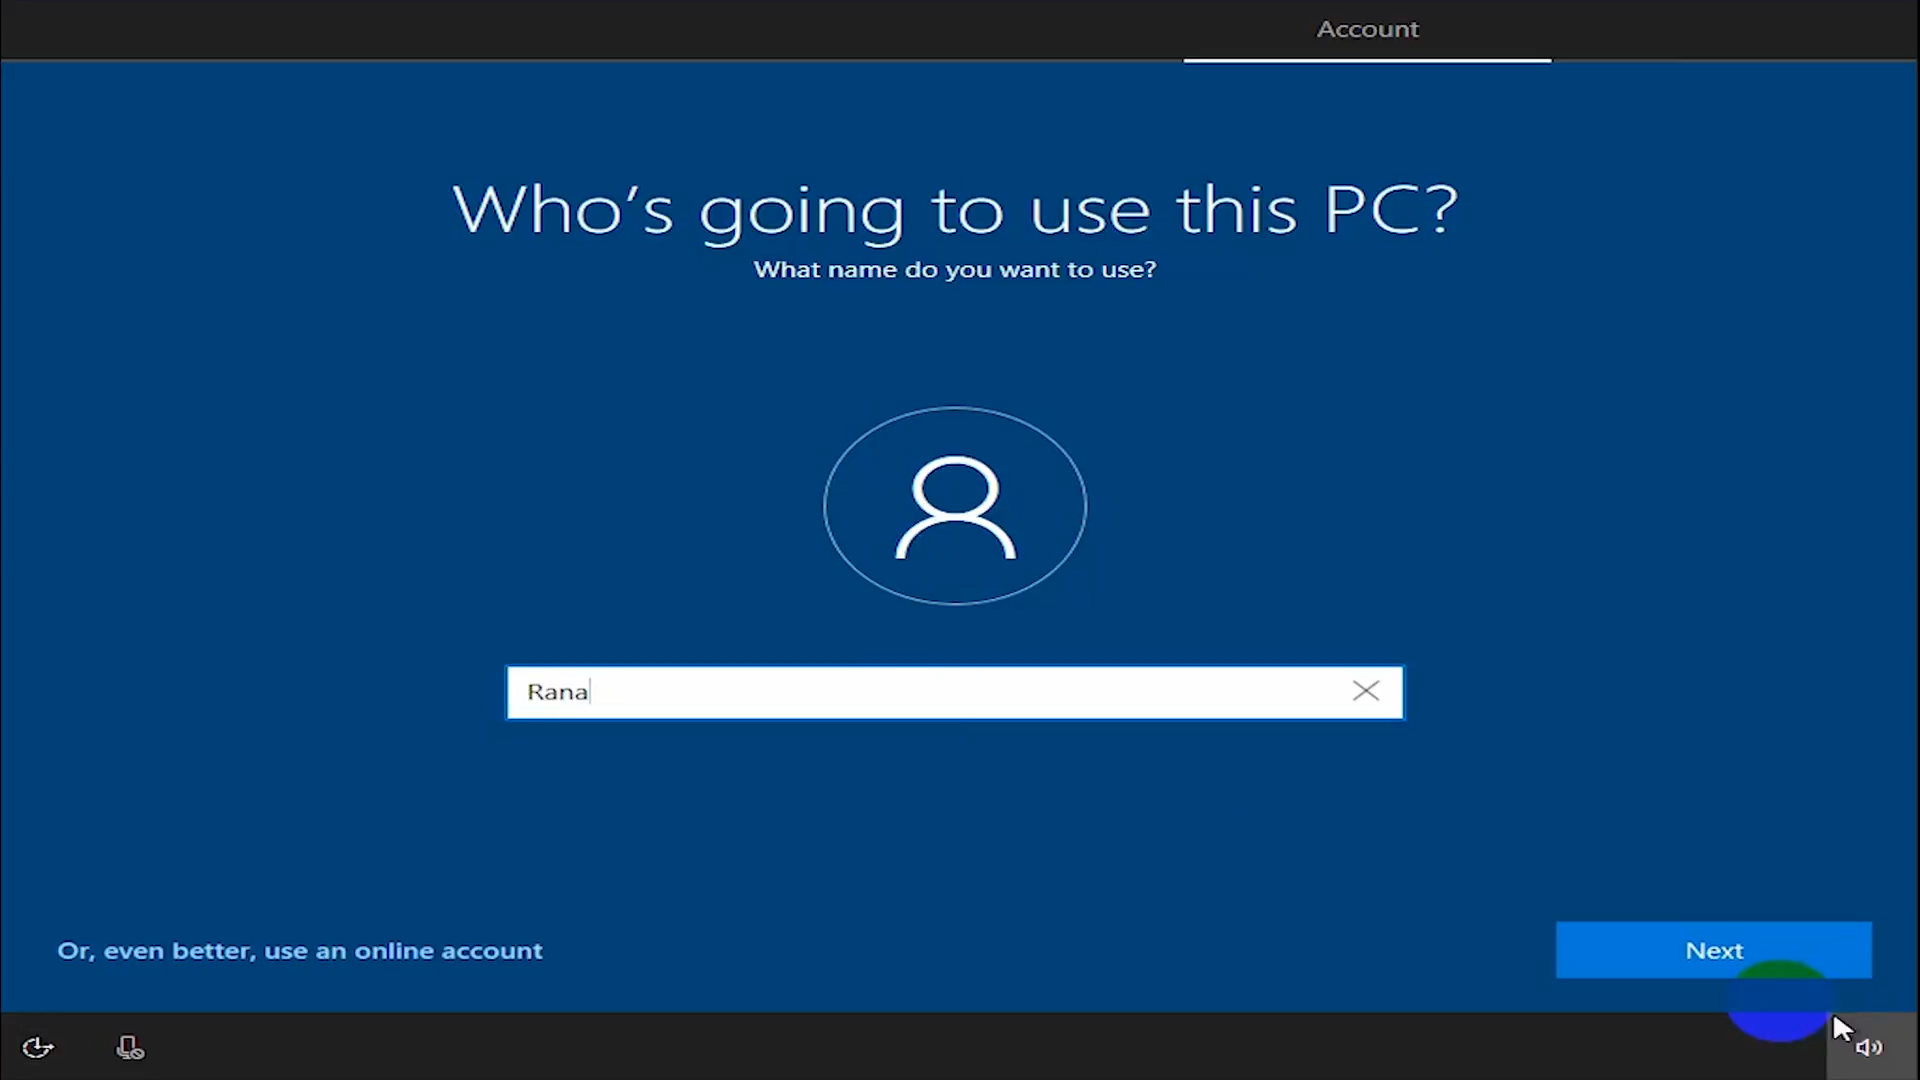 Account
Who's going to use this PC?
What name do you want to use?
Rana
Or, even better, use an online account
Next